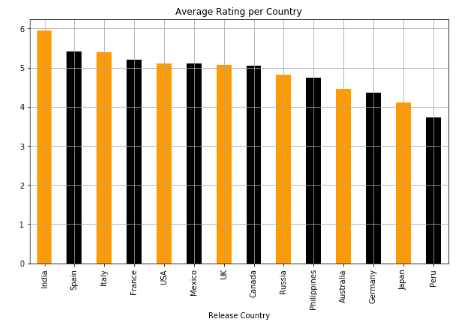 Average Rating per Country
6
5
4
3
2
1
0
India
Spain
Italy
France
USA
Mexico
UK
Canada
Russia
Philippines
Australia
Germany
Japan
Peru
Release Country